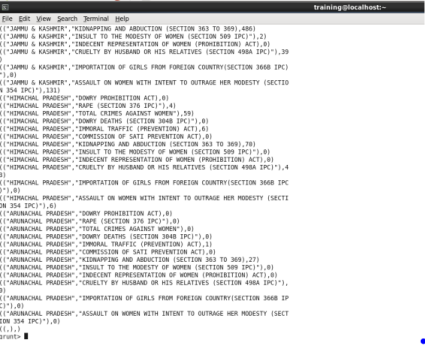 training@localhost:~
File Edit View Search Terminal Help
(("JAMMU & KASHMIR","KIDNAPPING AND ABDUCTION (SECTION 363 TO 369),486)
(("JAMMU & KASHMIR","INSULT TO THE MODESTY OF WOMEN (SECTION 509 IPC)"),2)
(("JAMMU & KASHMIR","INDECENT REPRESENTATION OF WOMEN (PROHIBITION) ACT),0)
(("JAMMU & KASHMIR","CRUELTY BY HUSBAND OR HIS RELATIVES (SECTION 498A IPC)"),39
)
(("JAMMU & KASHMIR","IMPORTATION OF GIRLS FROM FOREIGN COUNTRY(SECTION 366B IPC
)"),0)
(("JAMMU & KASHMIR","ASSAULT ON WOMEN WITH INTENT TO OUTRAGE HER MODESTY (SECTIO
N 354 IPC)"),131)
(("HIMACHAL PRADESH","DOWRY PROHIBITION ACT),0)
(("HIMACHAL PRADESH","RAPE (SECTION 376 IPC)"),4)
(("HIMACHAL PRADESH","TOTAL CRIMES AGAINST WOMEN"),59)
(("HIMACHAL PRADESH","DOWRY DEATHS (SECTION 304B IPC)"),0)
(("HIMACHAL PRADESH","IMMORAL TRAFFIC (PREVENTION) ACT),6)
(("HIMACHAL PRADESH","COMMISSION OF SATI PREVENTION ACT),0)
(("HIMACHAL PRADESH","KIDNAPPING AND ABDUCTION (SECTION 363 TO 369),78)
(("HIMACHAL PRADESH","INSULT TO THE MODESTY OF WOMEN (SECTION 509 IPC)"),0)
(("HIMACHAL PRADESH","INDECENT REPRESENTATION OF WOMEN (PROHIBITION) ACT),0)
(("HIMACHAL PRADESH","CRUELTY BY HUSBAND OR HIS RELATIVES (SECTION 498A IPC)"),4
3)
(("HIMACHAL PRADESH","IMPORTATION OF GIRLS FROM FOREIGN COUNTRY(SECTION 366B IPC
)"),0)
(("HIMACHAL PRADESH","ASSAULT ON WOMEN WITH INTENT TO OUTRAGE HER MODESTY (SECTI
ON 354 IPC)"),6)
(("ARUNACHAL PRADESH","DOWRY PROHIBITION ACT),0)
(("ARUNACHAL PRADESH","RAPE (SECTION 376 IPC)"),0)
(("ARUNACHAL PRADESH","TOTAL CRIMES AGAINST WOMEN"),0)
(("ARUNACHAL PRADESH","DOWRY DEATHS (SECTION 304B IPC)"),0)
(("ARUNACHAL PRADESH","IMMORAL TRAFFIC (PREVENTION) ACT),1)
(("ARUNACHAL PRADESH","COMMISSION OF SATI PREVENTION ACT),0)
(("ARUNACHAL PRADESH","KIDNAPPING AND ABDUCTION (SECTION 363 TO 369),27)
(("ARUNACHAL PRADESH","INSULT TO THE MODESTY OF WOMEN (SECTION 509 IPC)"),0)
(("ARUNACHAL PRADESH","INDECENT REPRESENTATION OF WOMEN (PROHIBITION) ACT),0)
(("ARUNACHAL PRADESH","CRUELTY BY HUSBAND OR HIS RELATIVES (SECTION 498A IPC)"),
0)
(("ARUNACHAL PRADESH","IMPORTATION OF GIRLS FROM FOREIGN COUNTRY(SECTION 366B IP
C)"),0)
(("ARUNACHAL PRADESH","ASSAULT ON WOMEN WITH INTENT TO OUTRAGE HER MODESTY (SECT
ION 354 IPC)"),0)
((,),)
grunt>